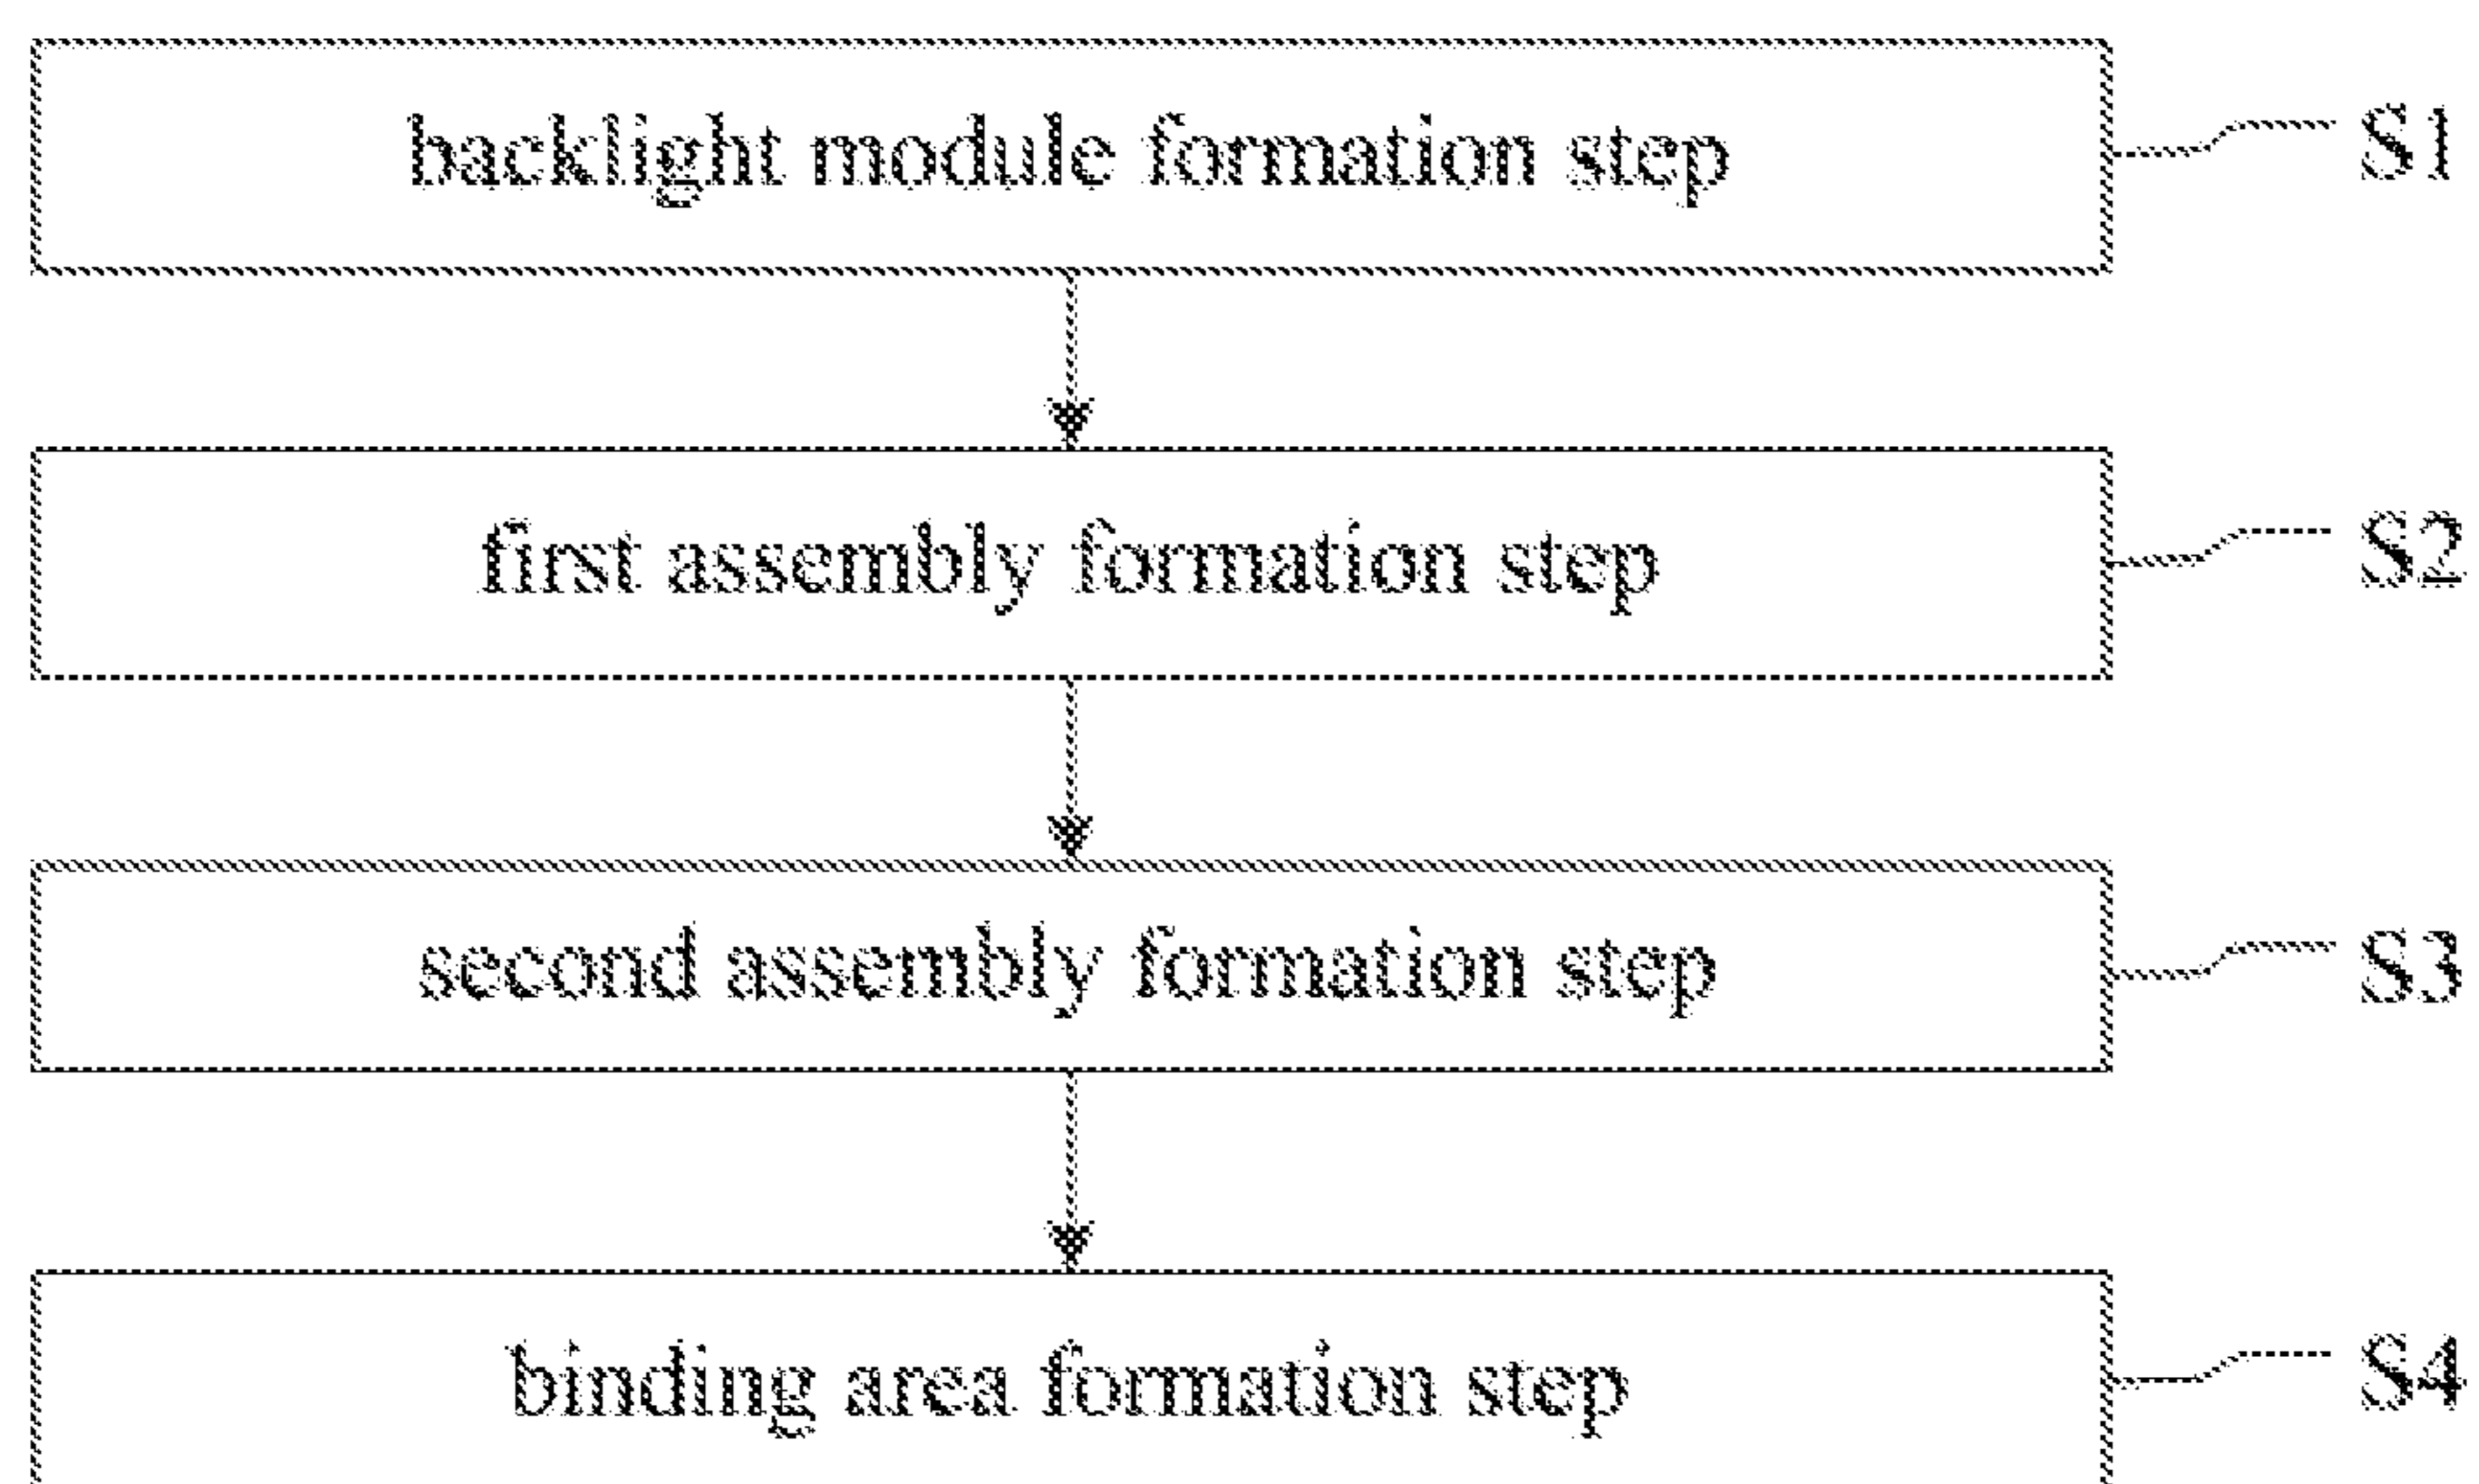 backlight module formation step S1
first assembly formation step S2
second assembly formation step S3
binding area formation step S4